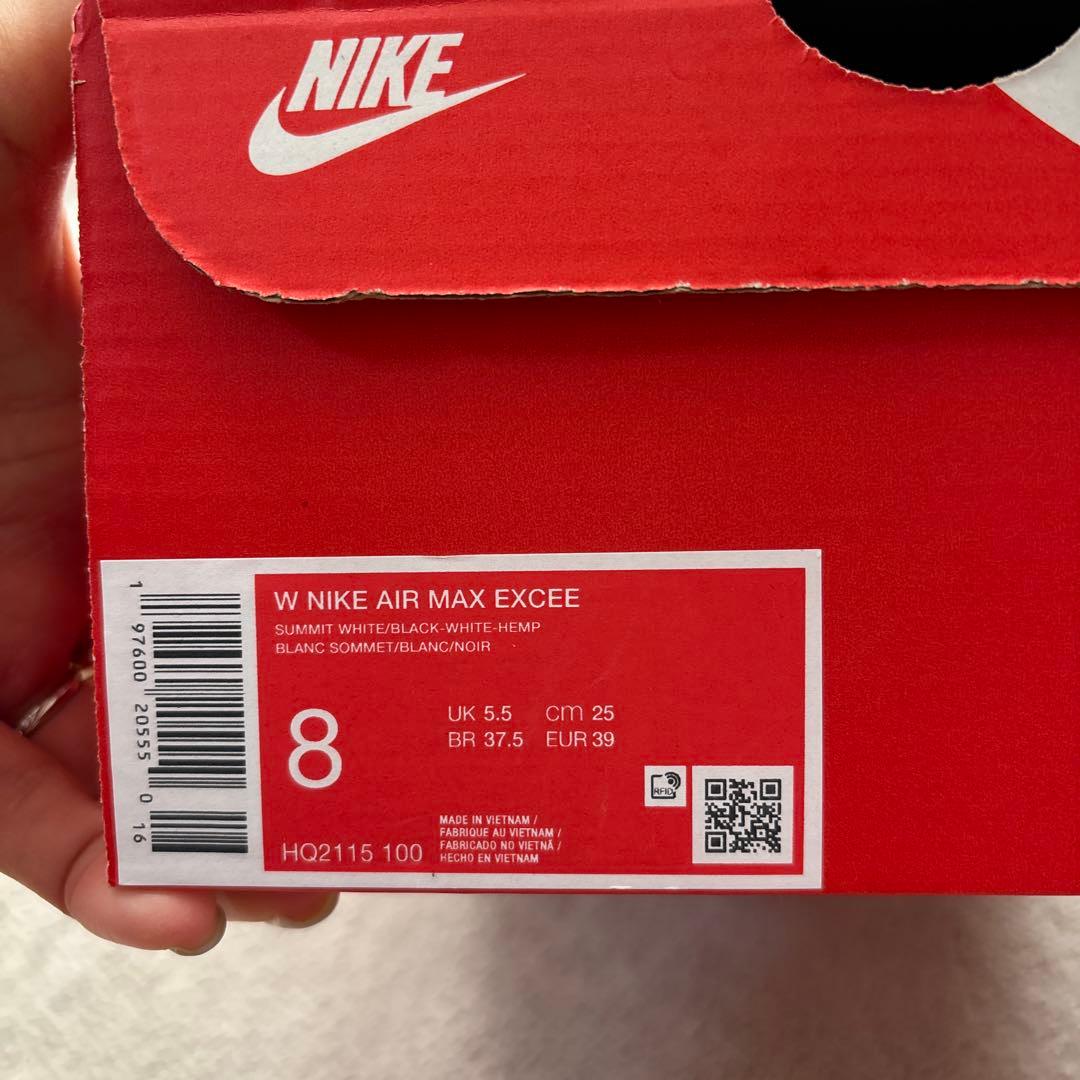 NIKE
W NIKE AIR MAX EXCEE
SUMMIT WHITE/BLACK-WHITE-HEMP
BLANC SOMMET/BLANC/NOIR
8
UK 5.5 cm 25
BR 37.5 EUR 39
RFID
HQ2115 100
MADE IN VIETNAM /
FABRIQUE AU VIETNAM /
FABRICADO NO VIETNÃ /
HECHO EN VIETNAM
1 97600 20555 0 16